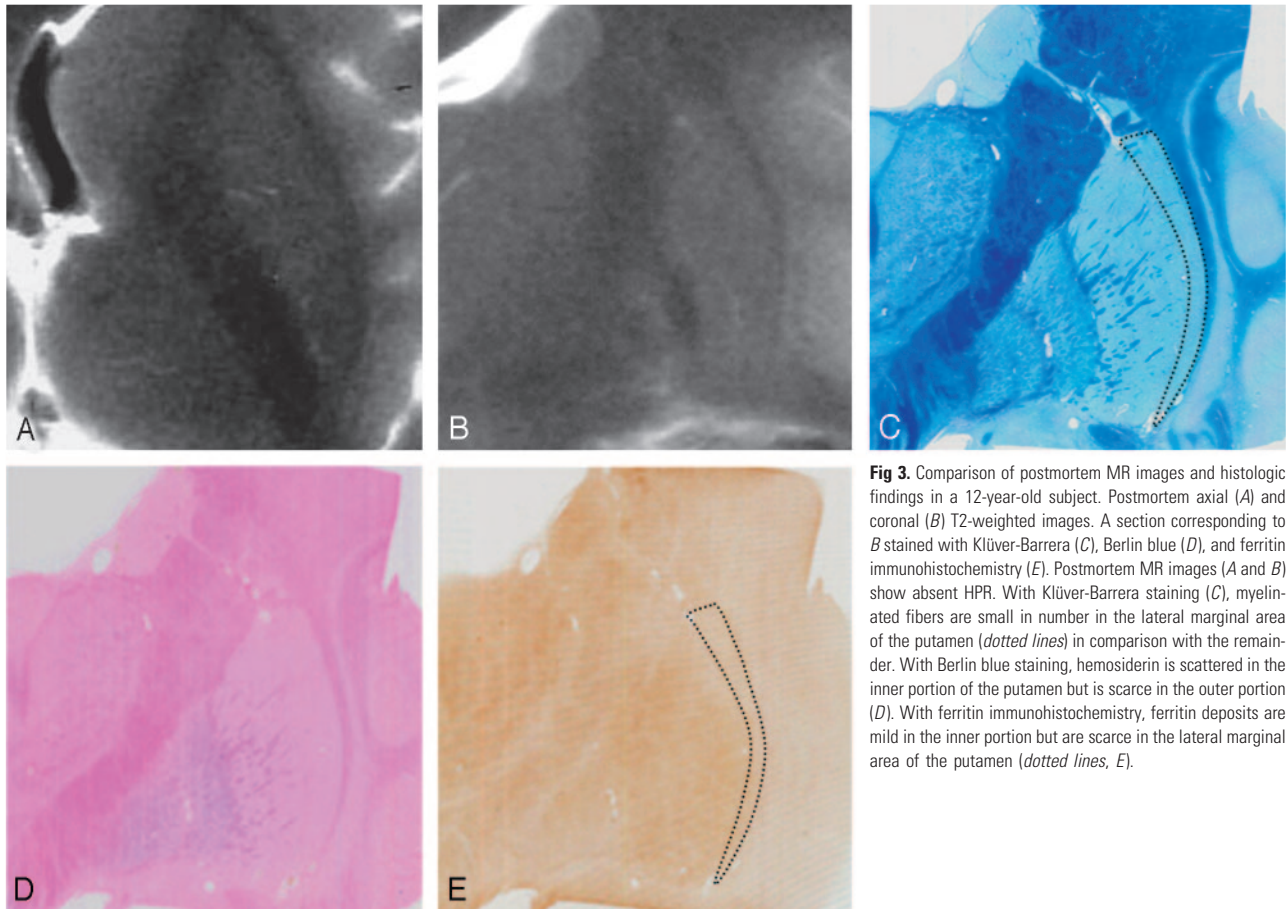 A
B
C
D
E
Fig 3. Comparison of postmortem MR images and histologic
findings in a 12-year-old subject. Postmortem axial (A) and
coronal (B) T2-weighted images. A section corresponding to
B stained with Klüver-Barrera (C), Berlin blue (D), and ferritin
immunohistochemistry (E). Postmortem MR images (A and B)
show absent HPR. With Klüver-Barrera staining (C), myelin-
ated fibers are small in number in the lateral marginal area
of the putamen (dotted lines) in comparison with the remain-
der. With Berlin blue staining, hemosiderin is scattered in the
inner portion of the putamen but is scarce in the outer portion
(D). With ferritin immunohistochemistry, ferritin deposits are
mild in the inner portion but are scarce in the lateral marginal
area of the putamen (dotted lines, E).